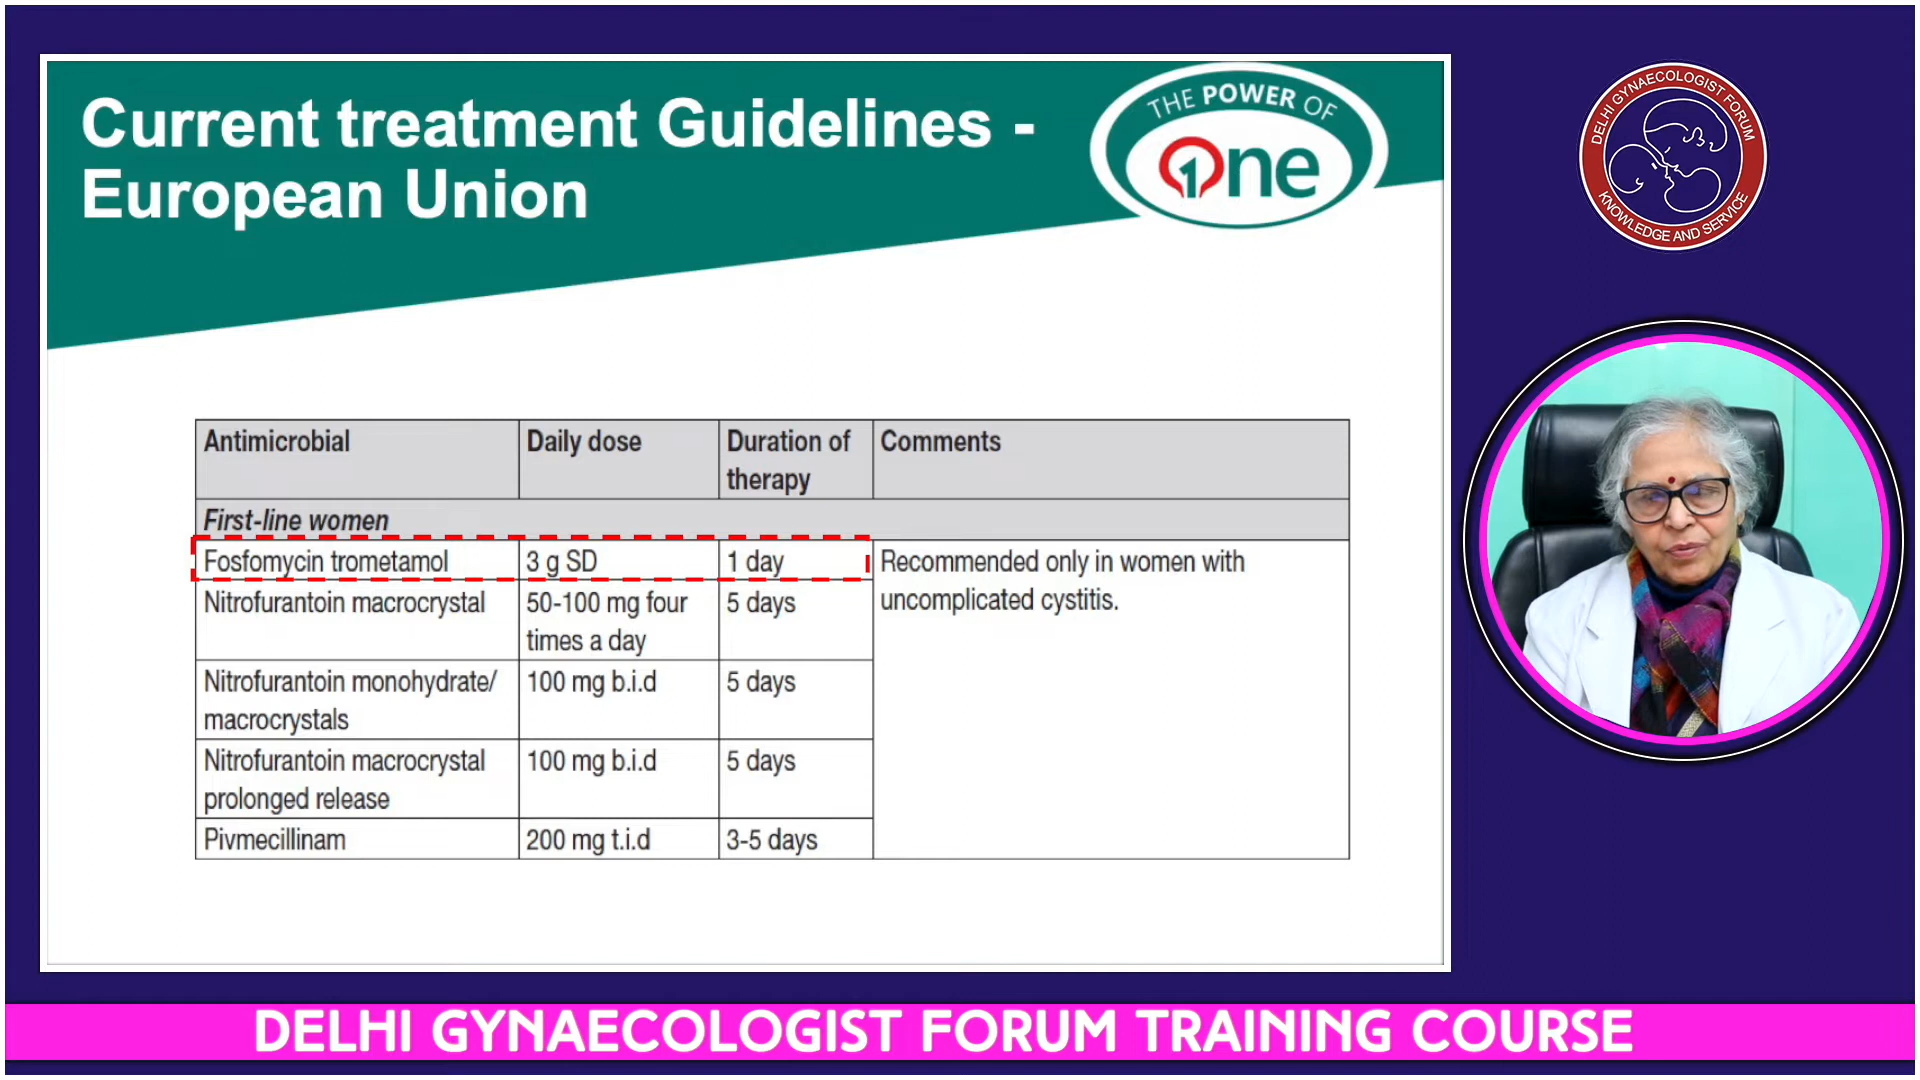 Current treatment Guidelines -
European Union
THE POWER OF
One
DELHI GYNAECOLOGIST FORUM
KNOWLEDGE AND SERVICE
Antimicrobial
Daily dose
Duration of
therapy
Comments
First-line women
Fosfomycin trometamol
3 g SD
1 day
Recommended only in women with
uncomplicated cystitis.
Nitrofurantoin macrocrystal
50-100 mg four
times a day
5 days
Nitrofurantoin monohydrate/
macrocrystals
100 mg b.i.d
5 days
Nitrofurantoin macrocrystal
prolonged release
100 mg b.i.d
5 days
Pivmecillinam
200 mg t.i.d
3-5 days
DELHI GYNAECOLOGIST FORUM TRAINING COURSE